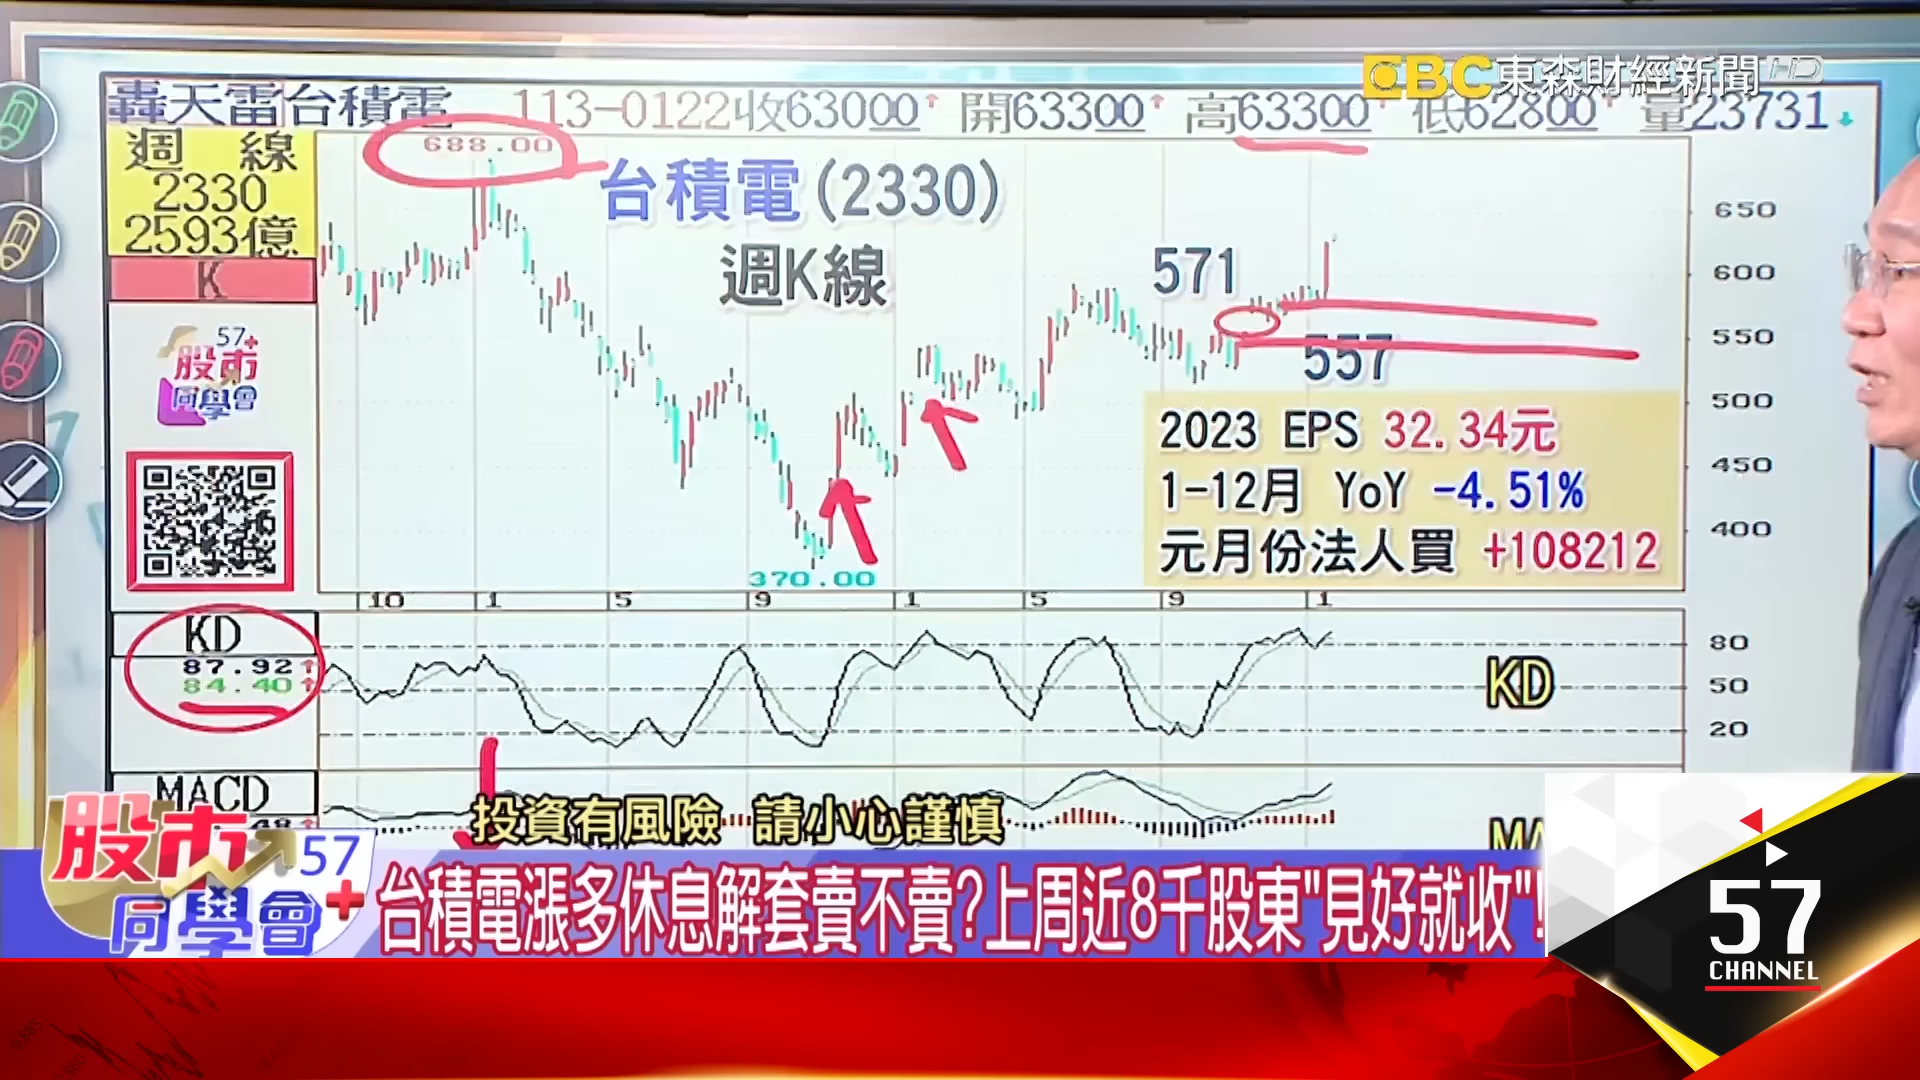 EBC東森財經新聞HD
轟天雷台積電 113-0122收63000↑ 開63300↑ 高63300↑ 低62800↑ 量23731↓
週 線
2330
2593億
K
57+
股市
同學會
688.00
台積電(2330)
週K線
571
557
370.00
2023 EPS 32.34元
1-12月 YoY -4.51%
元月份法人買 +108212
650
600
550
500
450
400
10 1 5 9 1 5 9 1
KD
87.92↑
84.40↑
KD
80
50
20
MACD
投資有風險 請小心謹慎
股市
同學會
57+
台積電漲多休息解套賣不賣?上周近8千股東"見好就收"!
57
CHANNEL